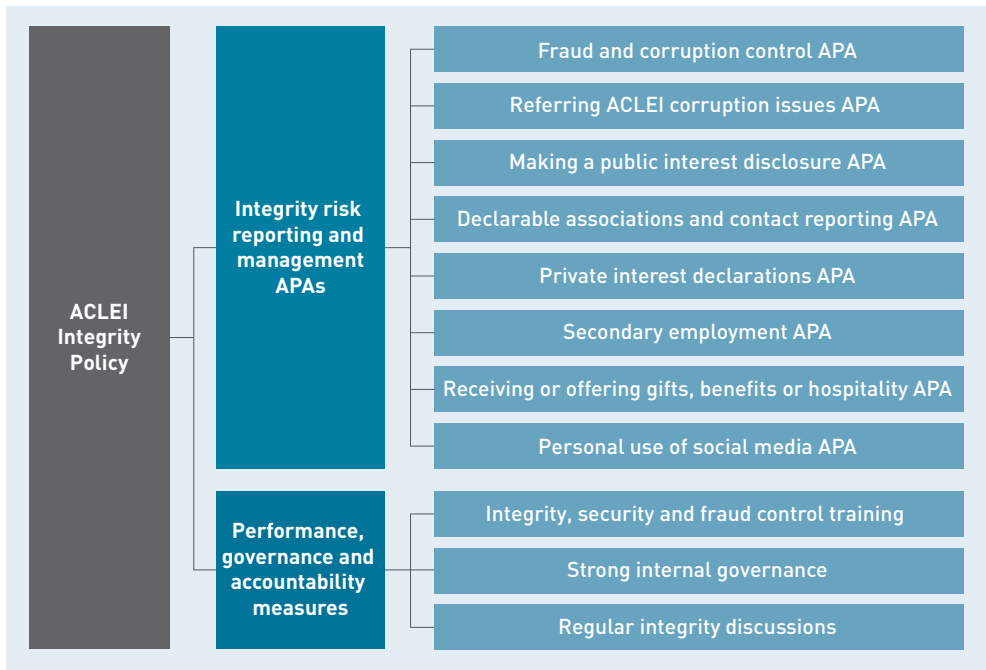 ACLEI
Integrity
Policy
Integrity risk
reporting and
management
APAs
Fraud and corruption control APA
Referring ACLEI corruption issues APA
Making a public interest disclosure APA
Declarable associations and contact reporting APA
Private interest declarations APA
Secondary employment APA
Receiving or offering gifts, benefits or hospitality APA
Personal use of social media APA
Performance,
governance and
accountability
measures
Integrity, security and fraud control training
Strong internal governance
Regular integrity discussions